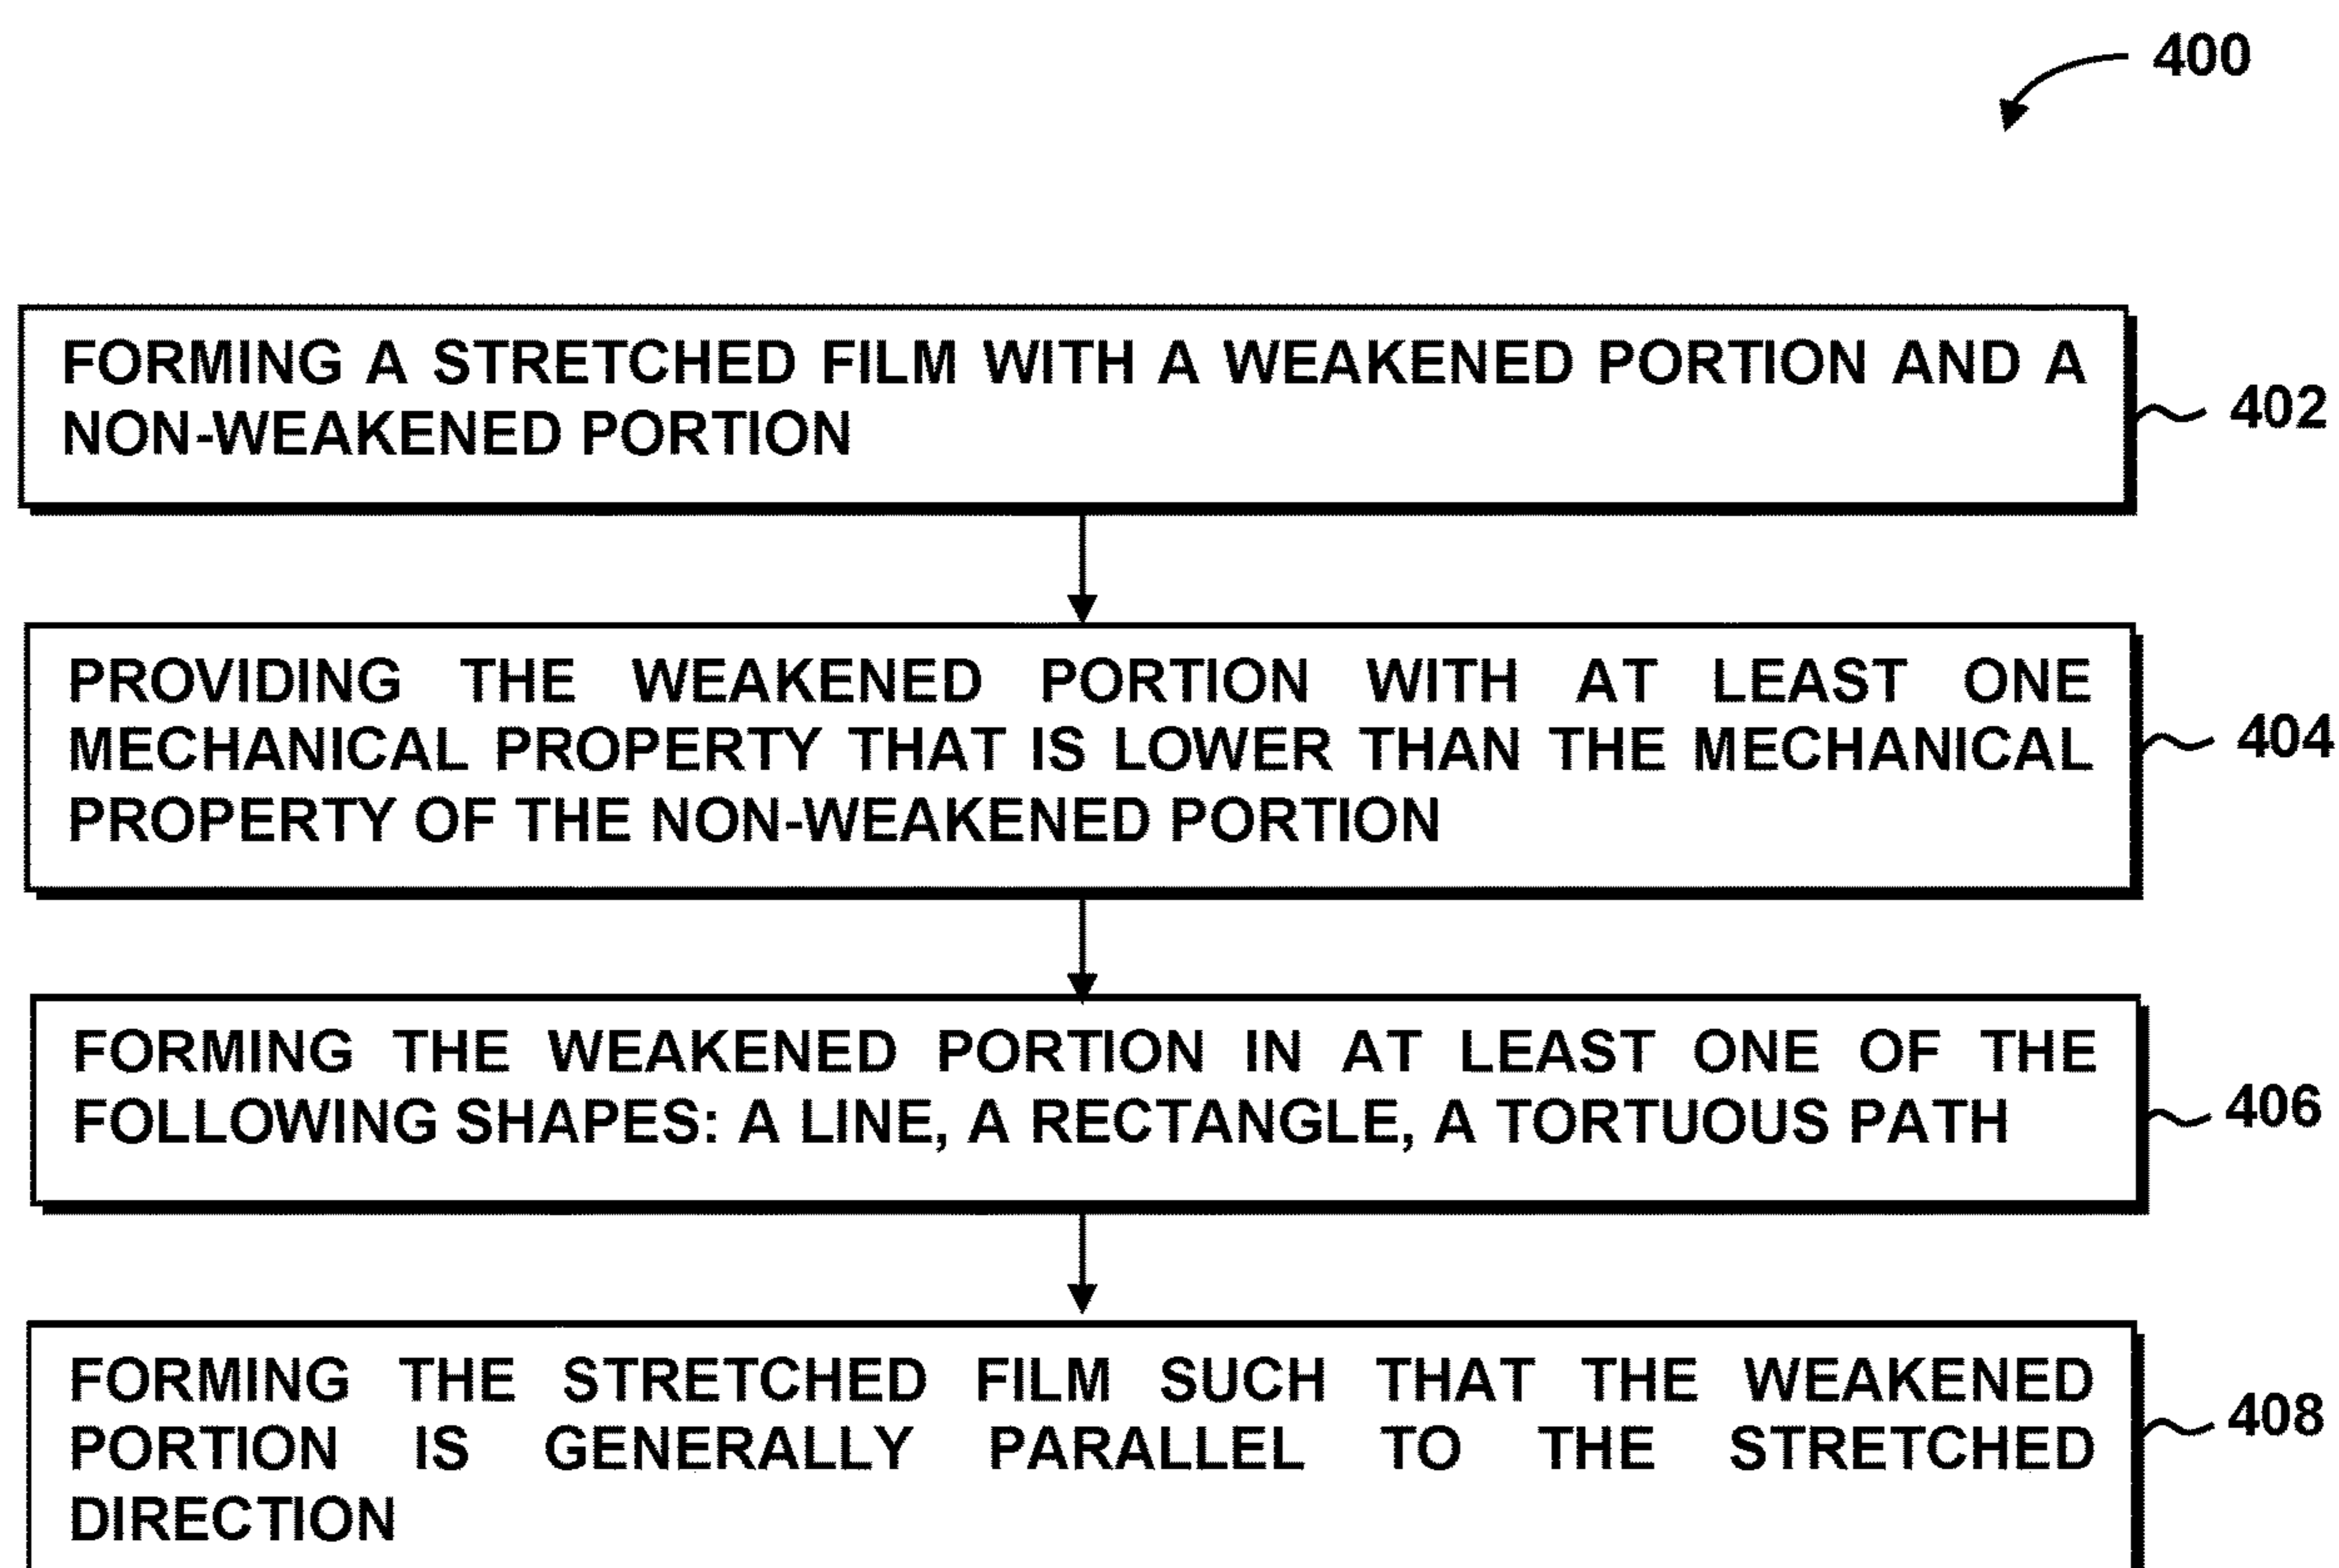 400
FORMING A STRETCHED FILM WITH A WEAKENED PORTION AND A
NON-WEAKENED PORTION
402
PROVIDING THE WEAKENED PORTION WITH AT LEAST ONE
MECHANICAL PROPERTY THAT IS LOWER THAN THE MECHANICAL
PROPERTY OF THE NON-WEAKENED PORTION
404
FORMING THE WEAKENED PORTION IN AT LEAST ONE OF THE
FOLLOWING SHAPES: A LINE, A RECTANGLE, A TORTUOUS PATH
406
FORMING THE STRETCHED FILM SUCH THAT THE WEAKENED
PORTION IS GENERALLY PARALLEL TO THE STRETCHED
DIRECTION
408